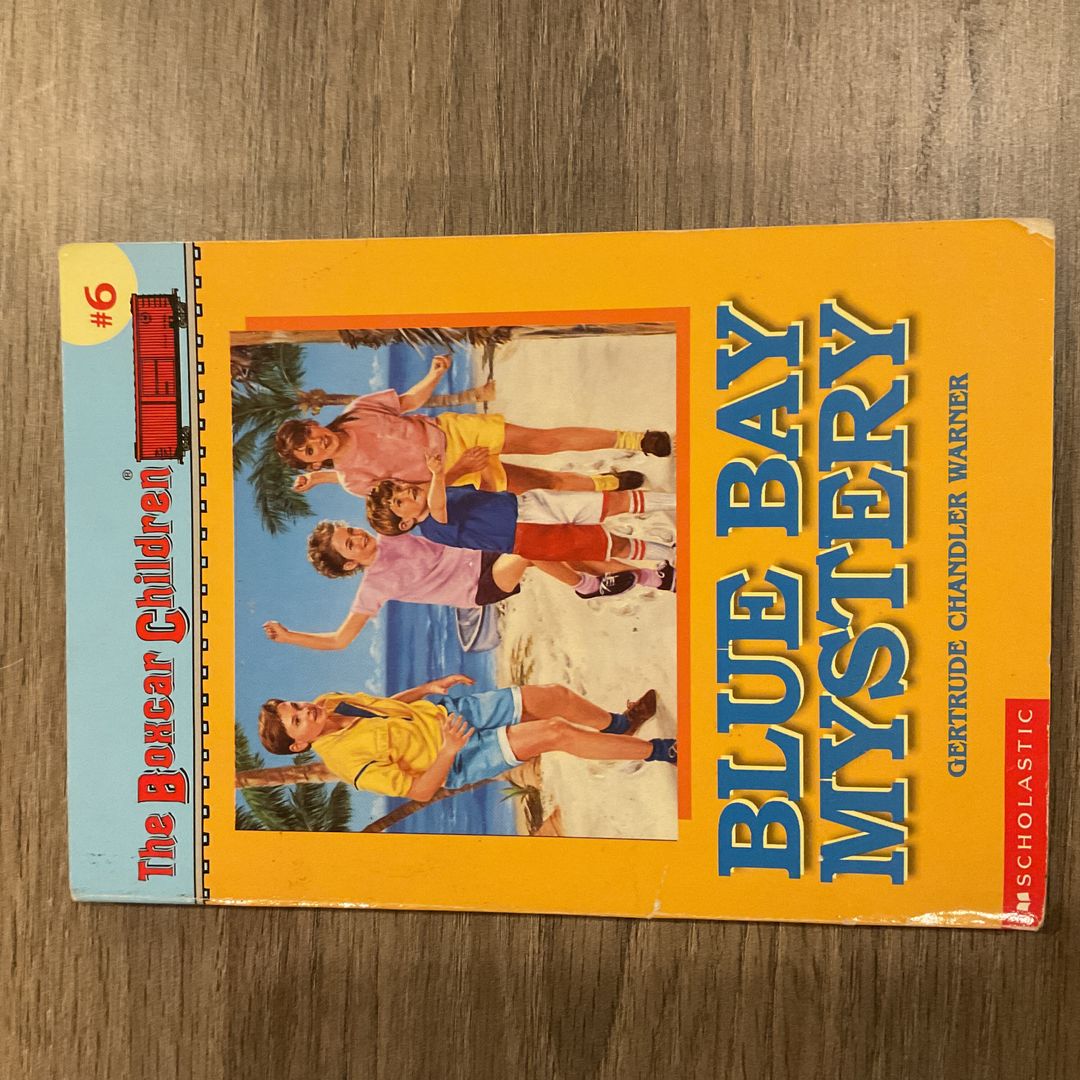 #6
The Boxcar Children®
BLUE BAY
MYSTERY
GERTRUDE CHANDLER WARNER
SCHOLASTIC